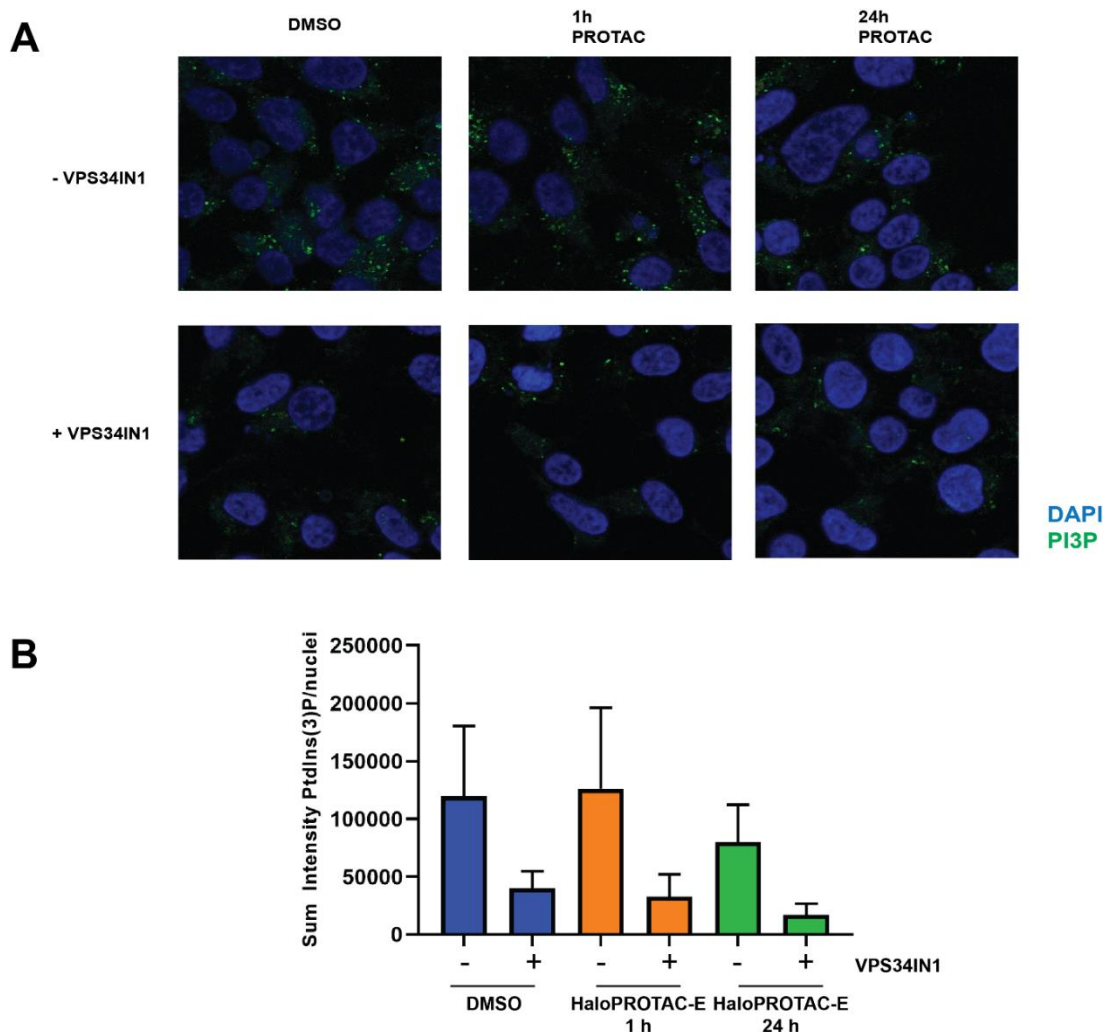 A
DMSO
1h
PROTAC
24h
PROTAC
- VPS34IN1
+ VPS34IN1
DAPI
PI3P
B
Sum Intensity PtdIns(3)P/nuclei
250000
200000
150000
100000
50000
0
- + - + - + VPS34IN1
DMSO HaloPROTAC-E HaloPROTAC-E
1 h 24 h